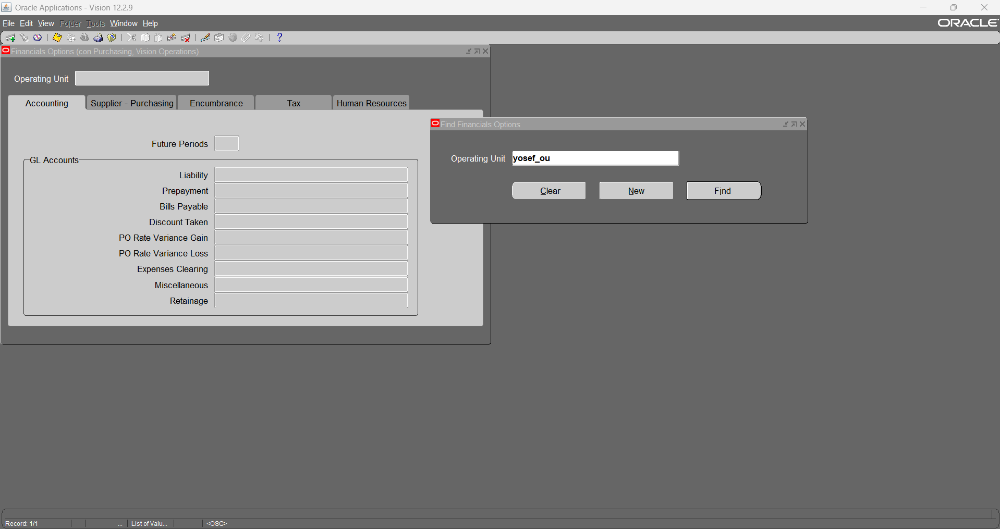 Oracle Applications - Vision 12.2.9
File Edit View Folder Tools Window Help
ORACLE
Financials Options (con Purchasing, Vision Operations)
Operating Unit
Accounting Supplier - Purchasing Encumbrance Tax Human Resources
Future Periods
GL Accounts
Liability
Prepayment
Bills Payable
Discount Taken
PO Rate Variance Gain
PO Rate Variance Loss
Expenses Clearing
Miscellaneous
Retainage
Find Financials Options
Operating Unit yosef_ou
Clear New Find
Record: 1/1 ... List of Valu... <OSC>